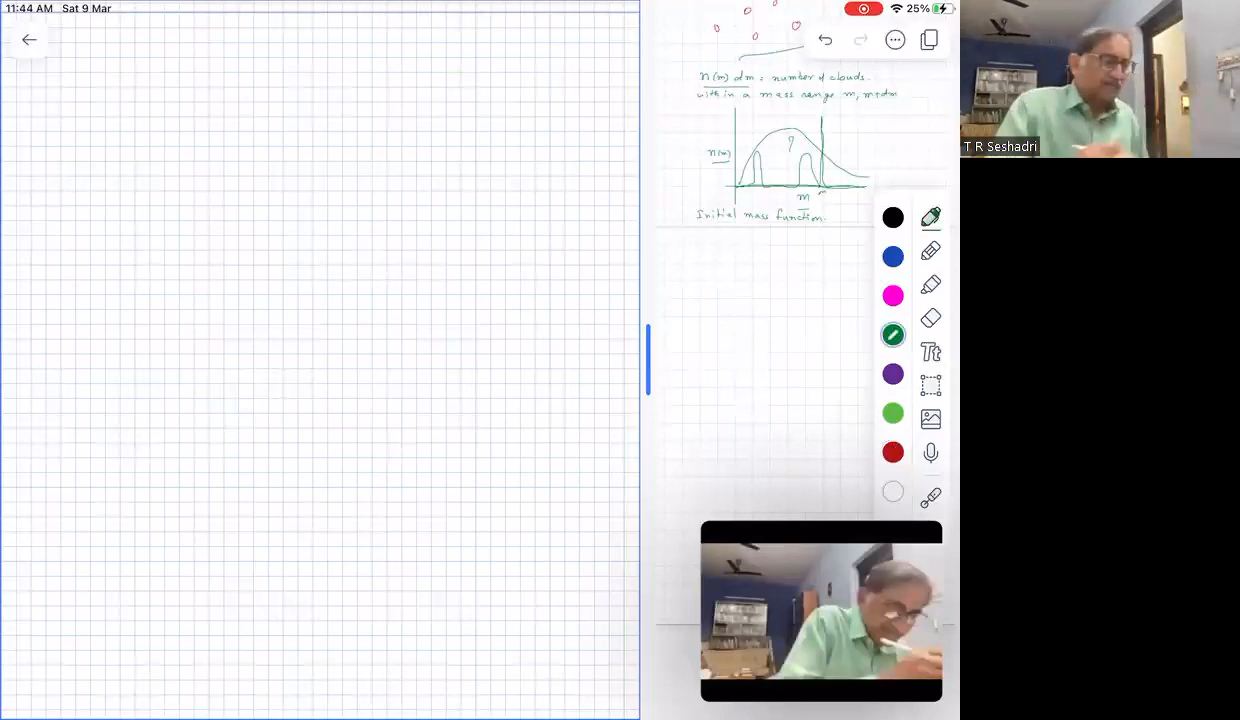 11:44 AM Sat 9 Mar
25%
n(m) dm = number of clouds.
with in a mass range m, m+dm
n(m)
?
m
Initial mass function.
Tt
T R Seshadri